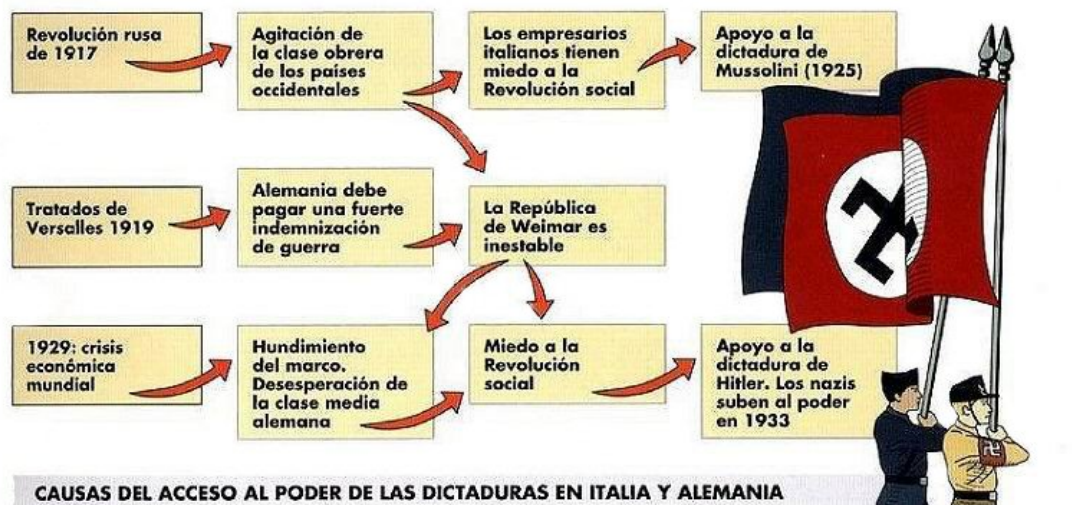 Revolución rusa
de 1917
Agitación de
la clase obrera
de los países
occidentales
Los empresarios
italianos tienen
miedo a la
Revolución social
Apoyo a la
dictadura de
Mussolini (1925)
Tratados de
Versalles 1919
Alemania debe
pagar una fuerte
indemnización
de guerra
La República
de Weimar es
inestable
1929: crisis
económica
mundial
Hundimiento
del marco.
Desesperación de
la clase media
alemana
Miedo a la
Revolución
social
Apoyo a la
dictadura de
Hitler. Los nazis
suben al poder
en 1933
CAUSAS DEL ACCESO AL PODER DE LAS DICTADURAS EN ITALIA Y ALEMANIA